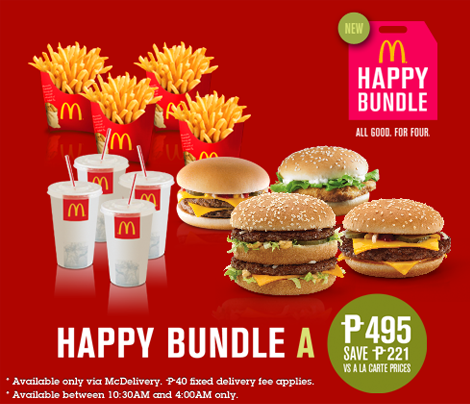 NEW
HAPPY
BUNDLE
ALL GOOD. FOR FOUR.
HAPPY BUNDLE A
₱495
SAVE ₱221
VS A LA CARTE PRICES
* Available only via McDelivery. ₱40 fixed delivery fee applies.
* Available between 10:30AM and 4:00AM only.